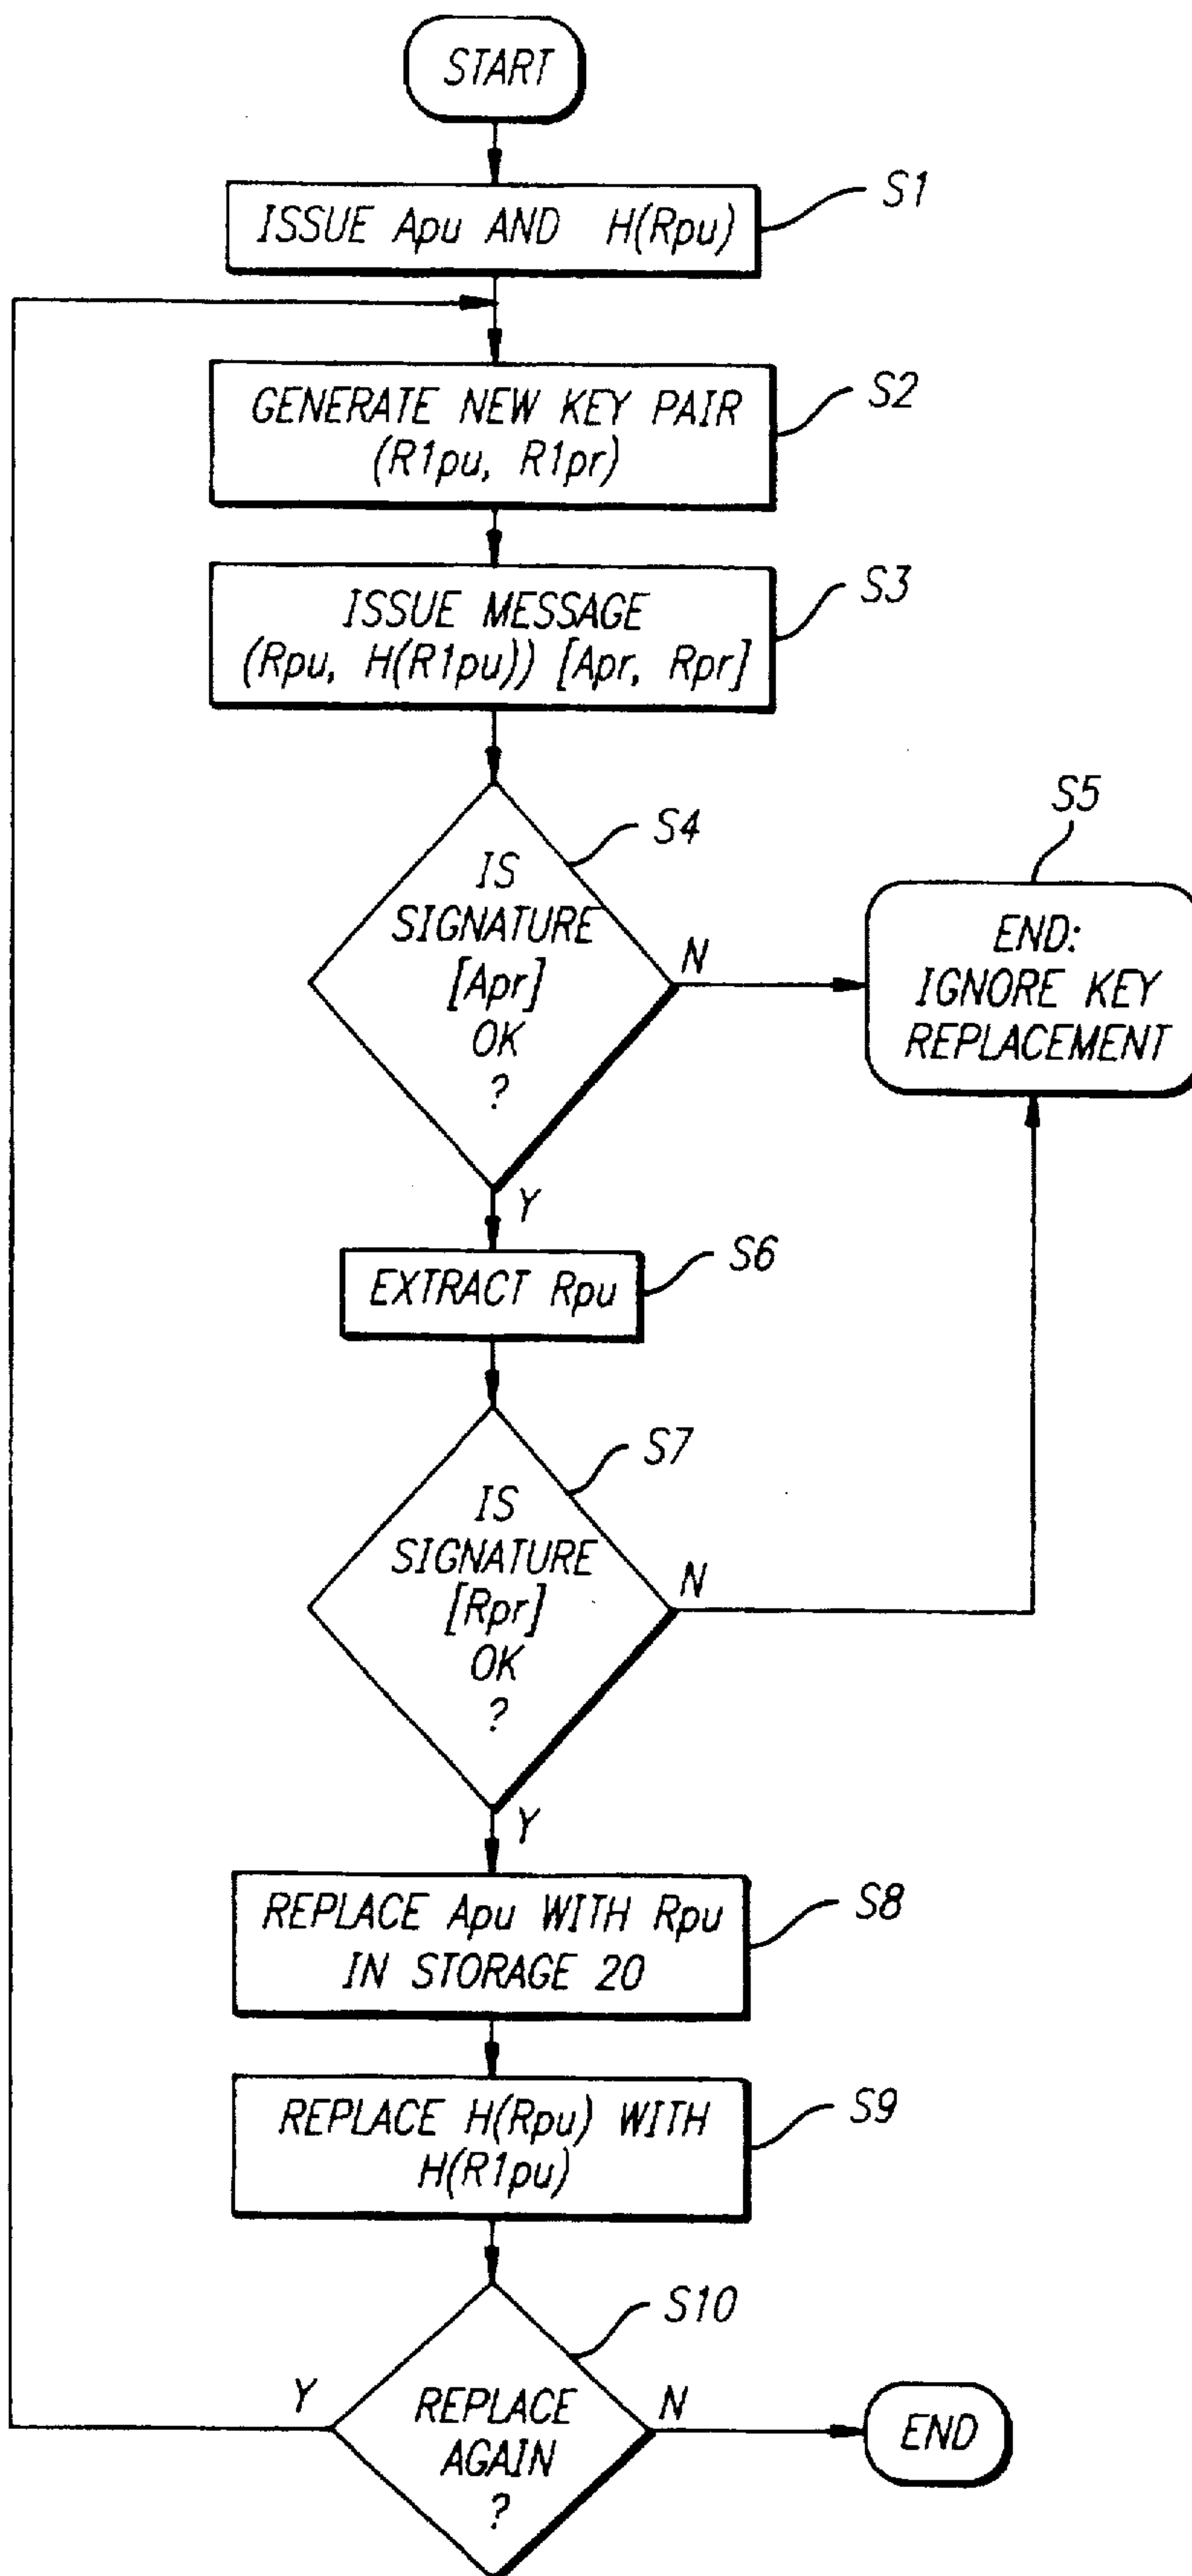 START
ISSUE Apu AND H(Rpu)
S1
GENERATE NEW KEY PAIR
(R1pu, R1pr)
S2
ISSUE MESSAGE
(Rpu, H(R1pu)) [Apr, Rpr]
S3
IS
SIGNATURE
[Apr]
OK
?
S4
N
S5
END:
IGNORE KEY
REPLACEMENT
Y
EXTRACT Rpu
S6
IS
SIGNATURE
[Rpr]
OK
?
S7
N
Y
REPLACE Apu WITH Rpu
IN STORAGE 20
S8
REPLACE H(Rpu) WITH
H(R1pu)
S9
REPLACE
AGAIN
?
S10
Y
N
END